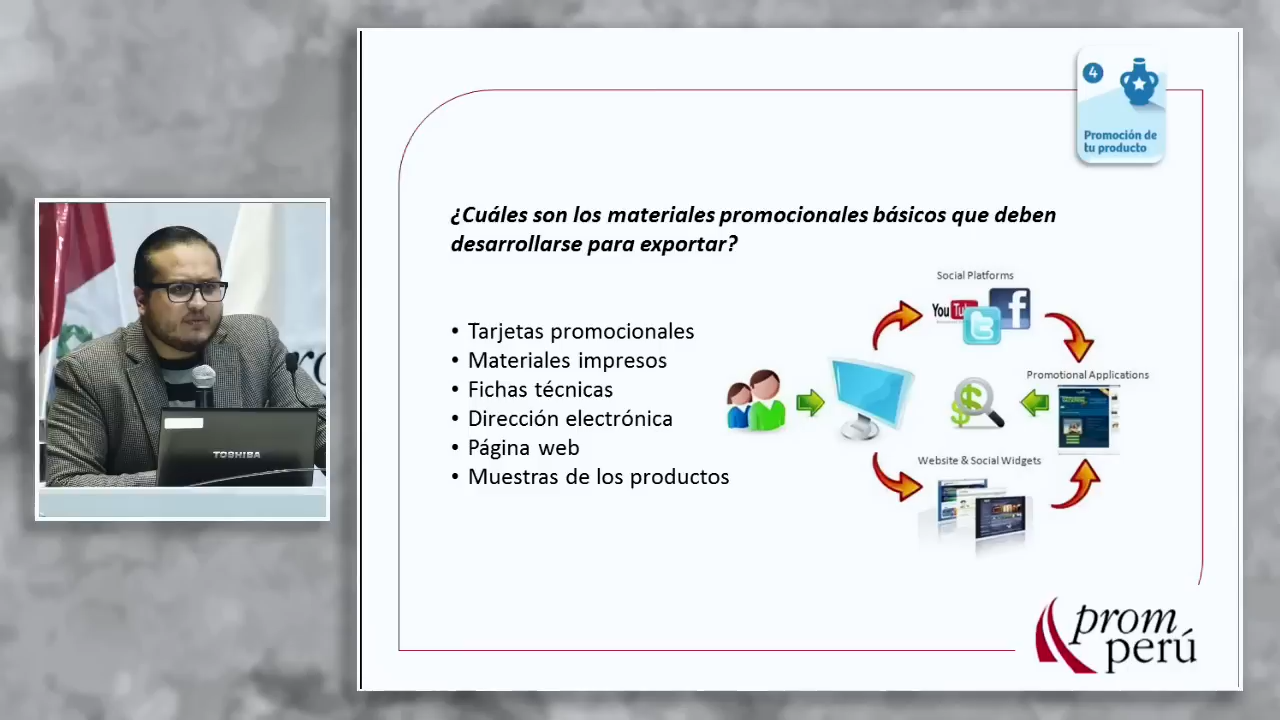 4
Promoción de
tu producto
¿Cuáles son los materiales promocionales básicos que deben
desarrollarse para exportar?
• Tarjetas promocionales
• Materiales impresos
• Fichas técnicas
• Dirección electrónica
• Página web
• Muestras de los productos
Social Platforms
You Tu
f
t
Promotional Applications
Website & Social Widgets
TOSHIBA
prom
perú